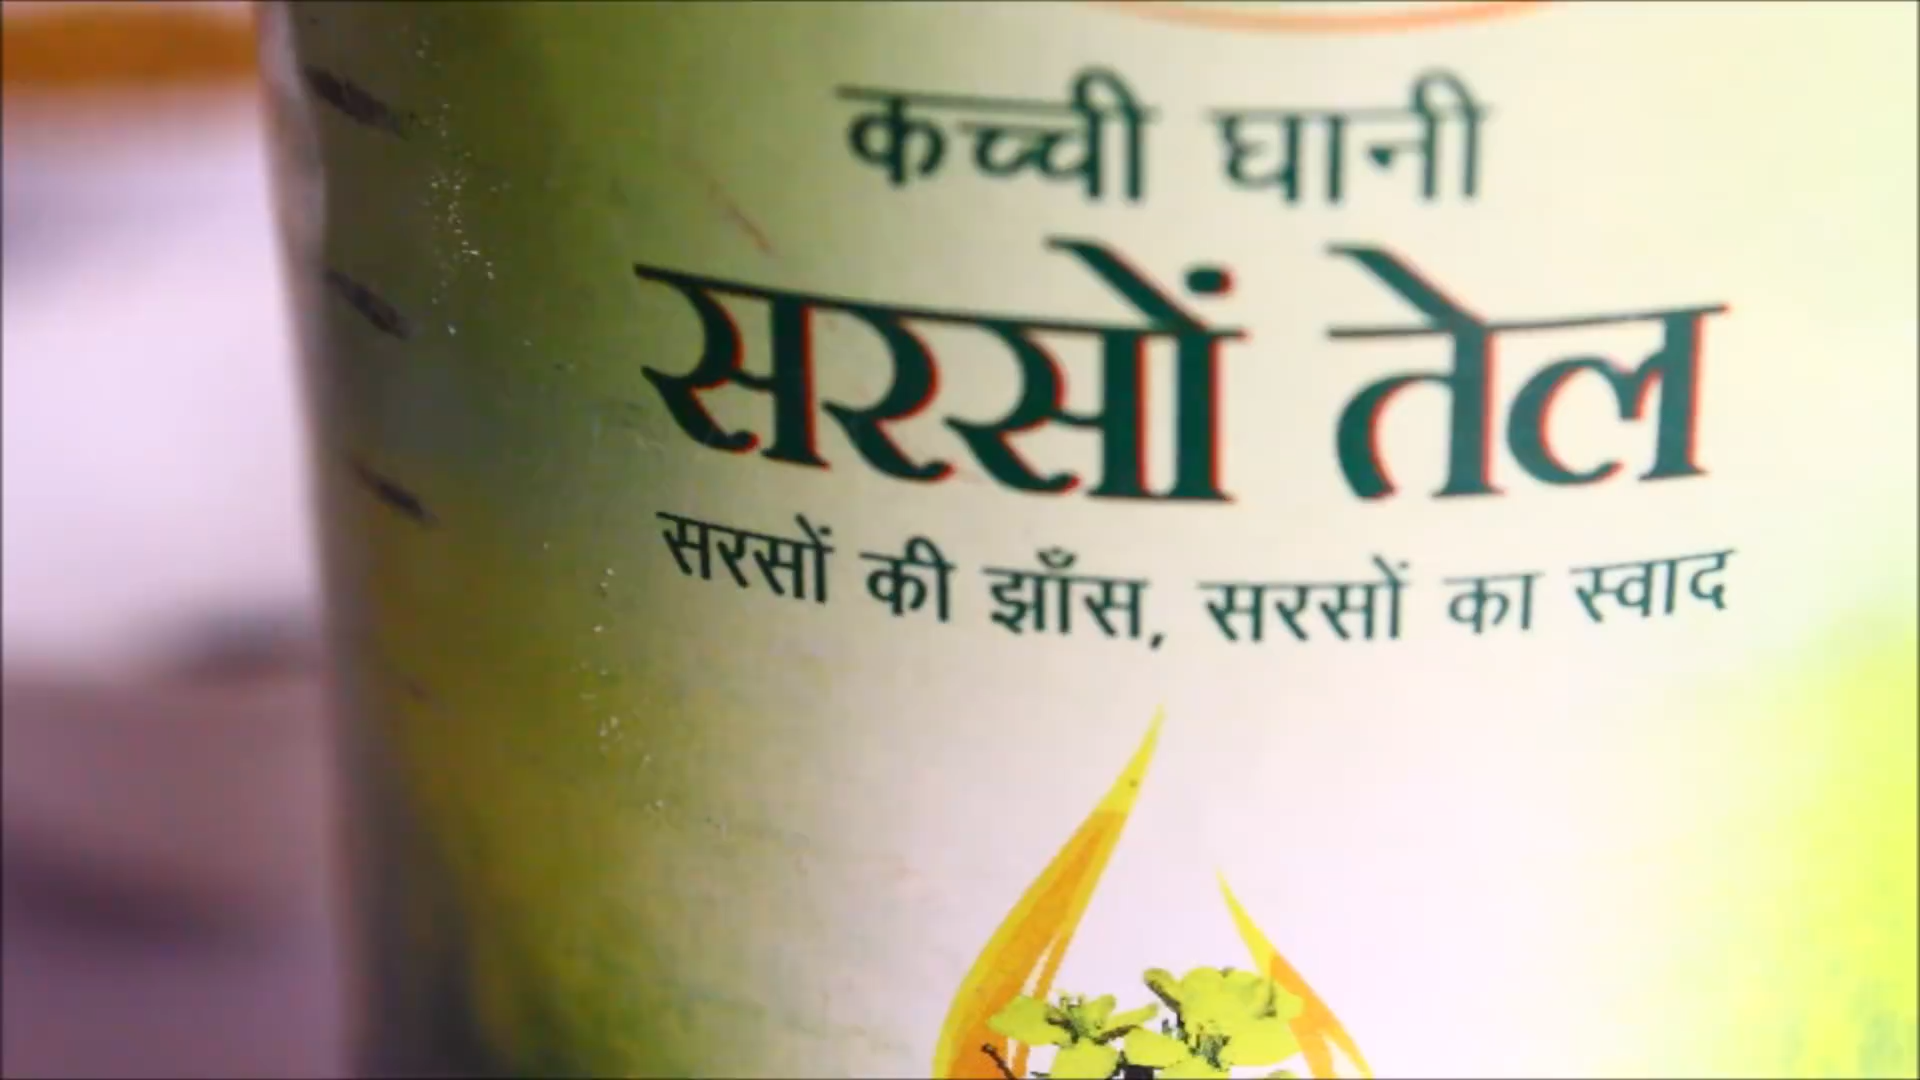 कच्ची घानी
सरसों तेल
सरसों की झाँस, सरसों का स्वाद